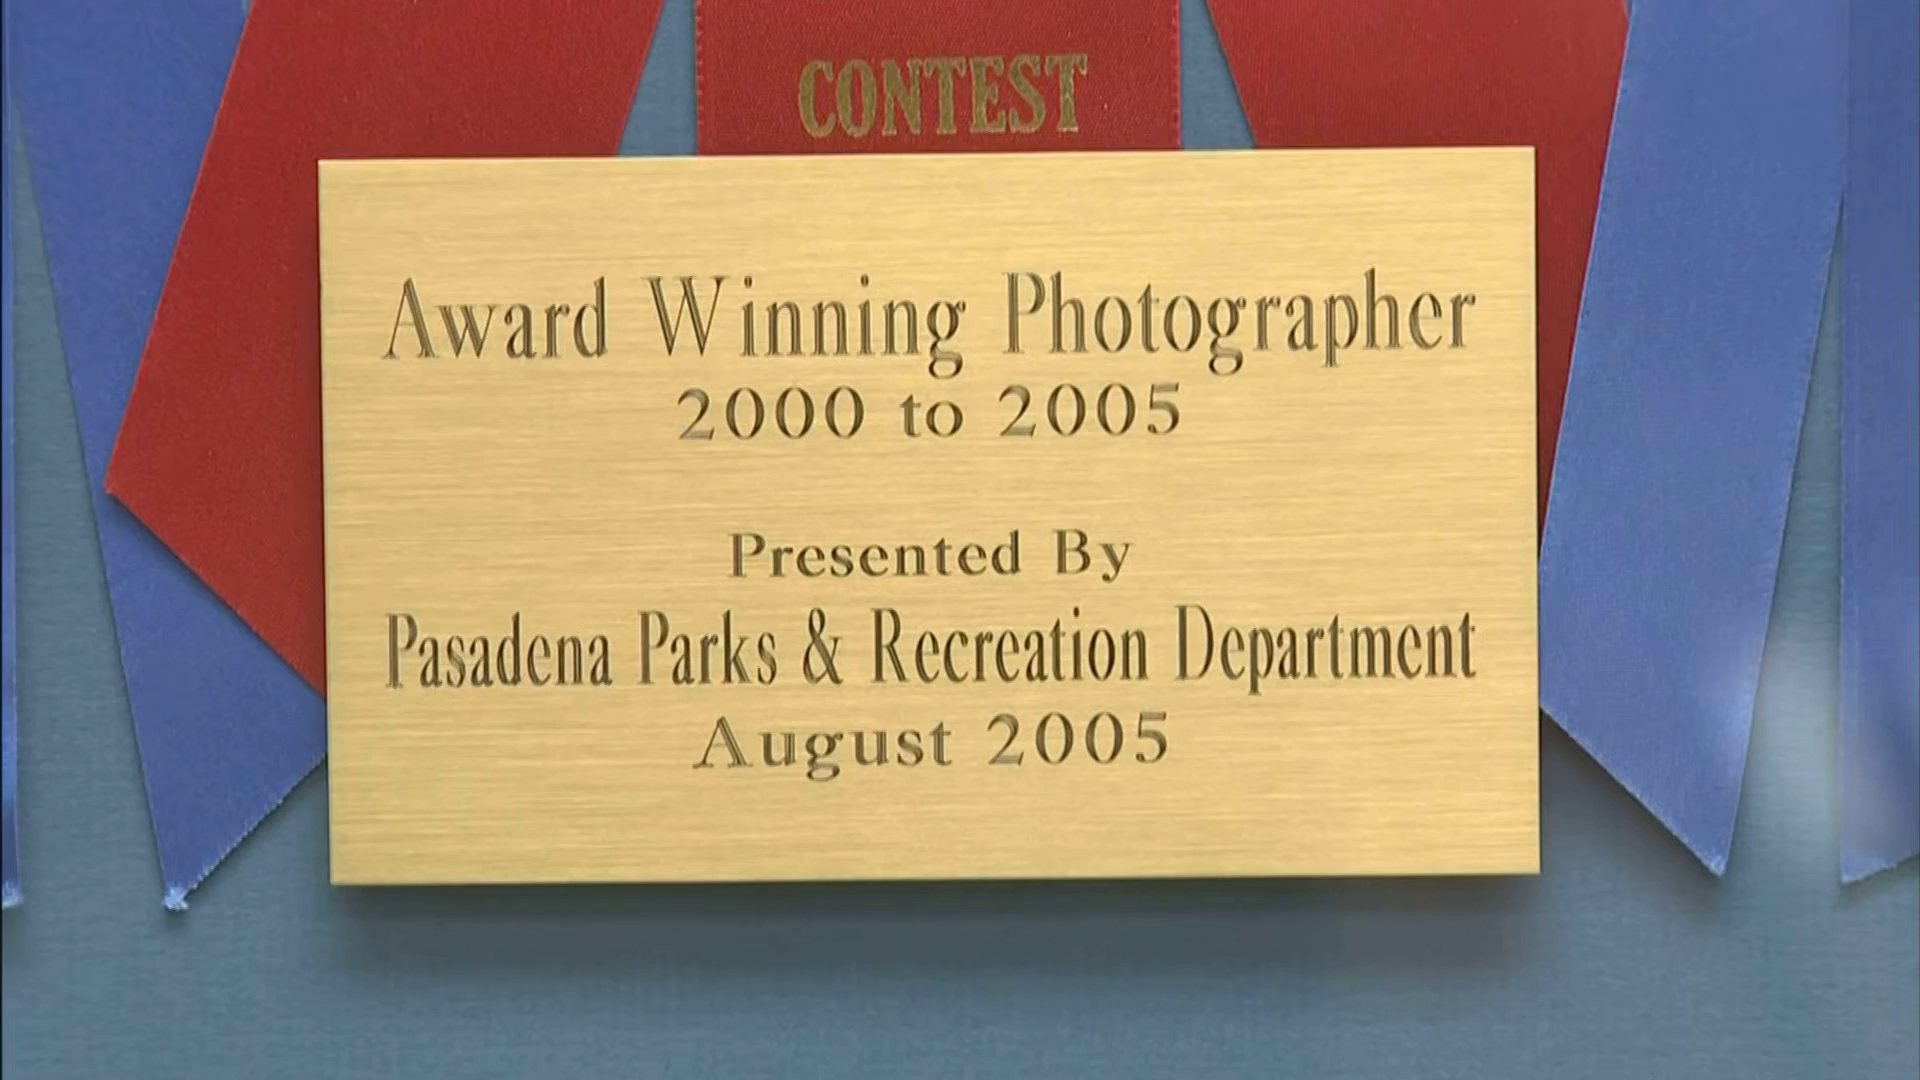 CONTEST
Award Winning Photographer
2000 to 2005
Presented By
Pasadena Parks & Recreation Department
August 2005